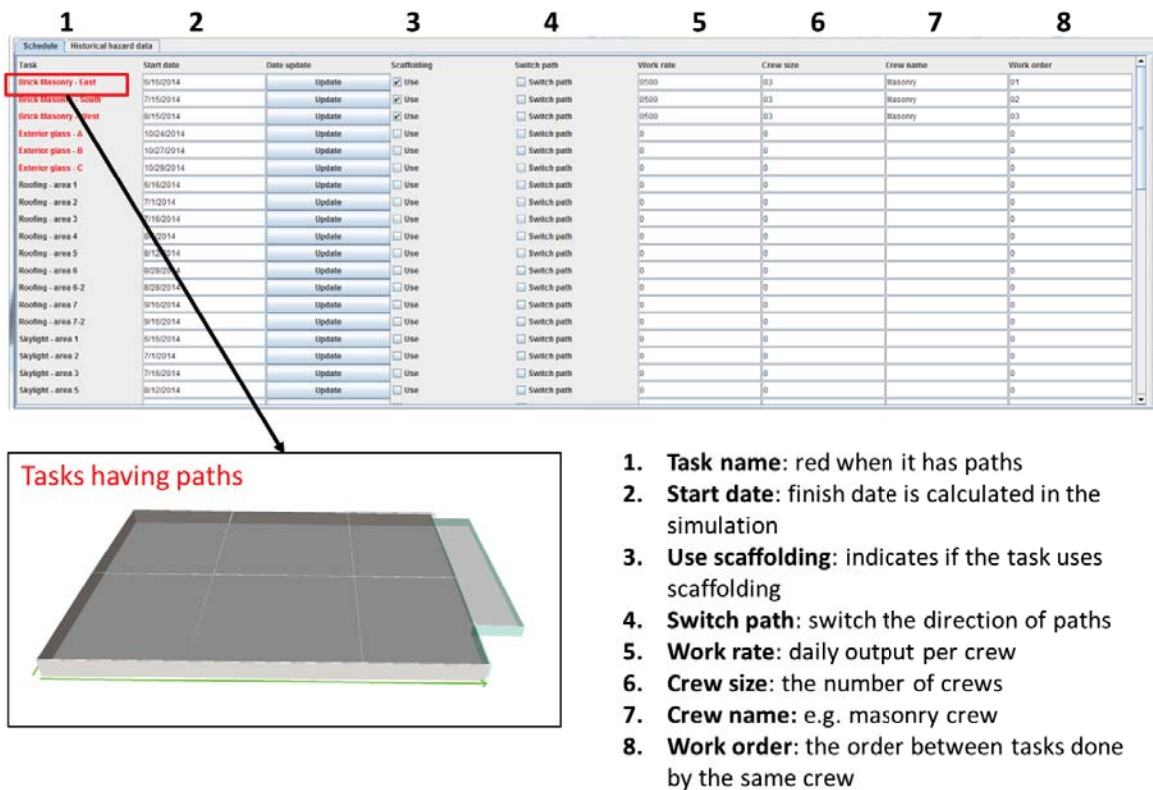 1 2 3 4 5 6 7 8
Schedule Historical hazard data
Task Start date Date update Scaffolding Switch path Work rate Crew size Crew name Work order
Brick Masonry - East 6/16/2014 Update Use Switch path 0500 03 Masonry 01
Brick Masonry - South 7/15/2014 Update Use Switch path 0500 03 Masonry 02
Brick Masonry - West 8/15/2014 Update Use Switch path 0500 03 Masonry 03
Exterior glass - A 10/24/2014 Update Use Switch path 0 0 0
Exterior glass - B 10/27/2014 Update Use Switch path 0 0 0
Exterior glass - C 10/29/2014 Update Use Switch path 0 0 0
Roofing - area 1 6/16/2014 Update Use Switch path 0 0 0
Roofing - area 2 7/1/2014 Update Use Switch path 0 0 0
Roofing - area 3 7/16/2014 Update Use Switch path 0 0 0
Roofing - area 4 Update Use Switch path 0 0 0
Roofing - area 5 8/12/2014 Update Use Switch path 0 0 0
Roofing - area 6 8/28/2014 Update Use Switch path 0 0 0
Roofing - area 6-2 8/28/2014 Update Use Switch path 0 0 0
Roofing - area 7 9/15/2014 Update Use Switch path 0 0 0
Roofing - area 7-2 9/15/2014 Update Use Switch path 0 0 0
Skylight - area 1 Update Use Switch path 0 0 0
Skylight - area 2 7/1/2014 Update Use Switch path 0 0 0
Skylight - area 3 7/16/2014 Update Use Switch path 0 0 0
Skylight - area 5 8/12/2014 Update Use Switch path 0 0 0
Tasks having paths
1. Task name: red when it has paths
2. Start date: finish date is calculated in the
simulation
3. Use scaffolding: indicates if the task uses
scaffolding
4. Switch path: switch the direction of paths
5. Work rate: daily output per crew
6. Crew size: the number of crews
7. Crew name: e.g. masonry crew
8. Work order: the order between tasks done
by the same crew